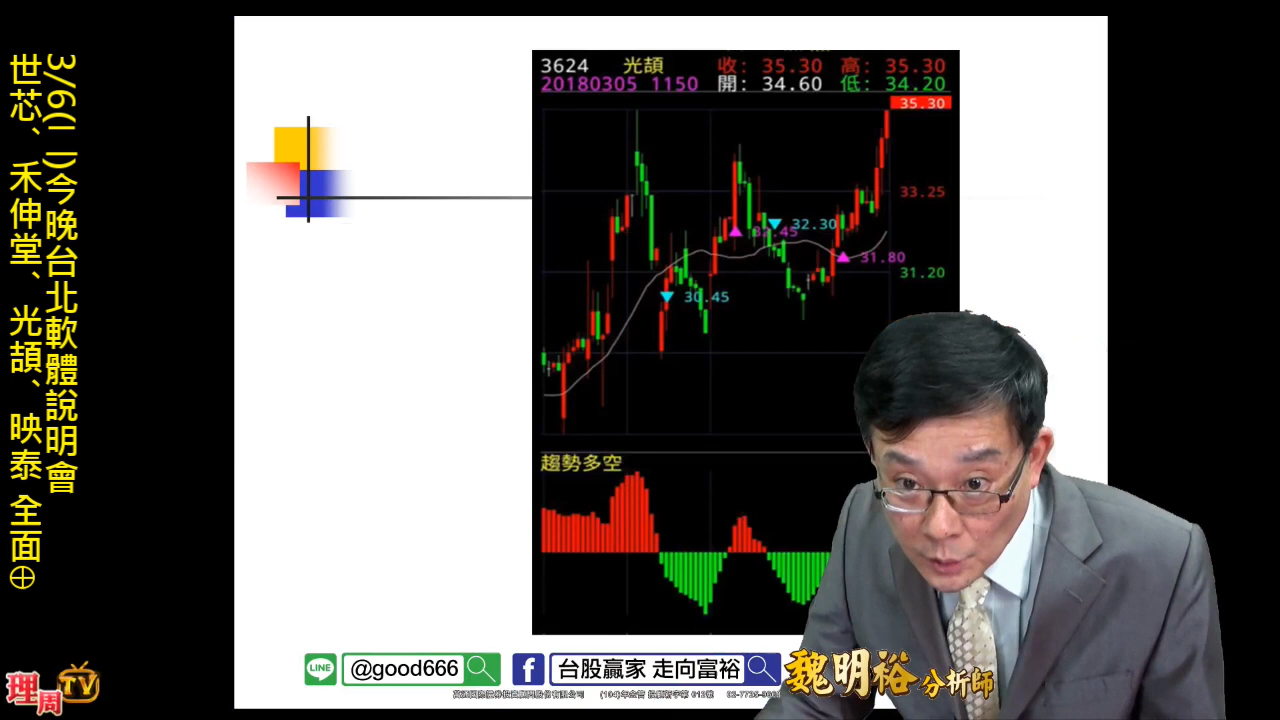 3/6(二)今晚台北軟體說明會
世芯、禾伸堂、光頡、映泰 全面⊕
3624 光頡 收: 35.30 高: 35.30
20180305 1150 開: 34.60 低: 34.20
35.30
33.25
32.30
32.45
31.80
31.20
30.45
趨勢多空
LINE @good666
f 台股贏家 走向富裕
魏明裕 分析師
理周TV